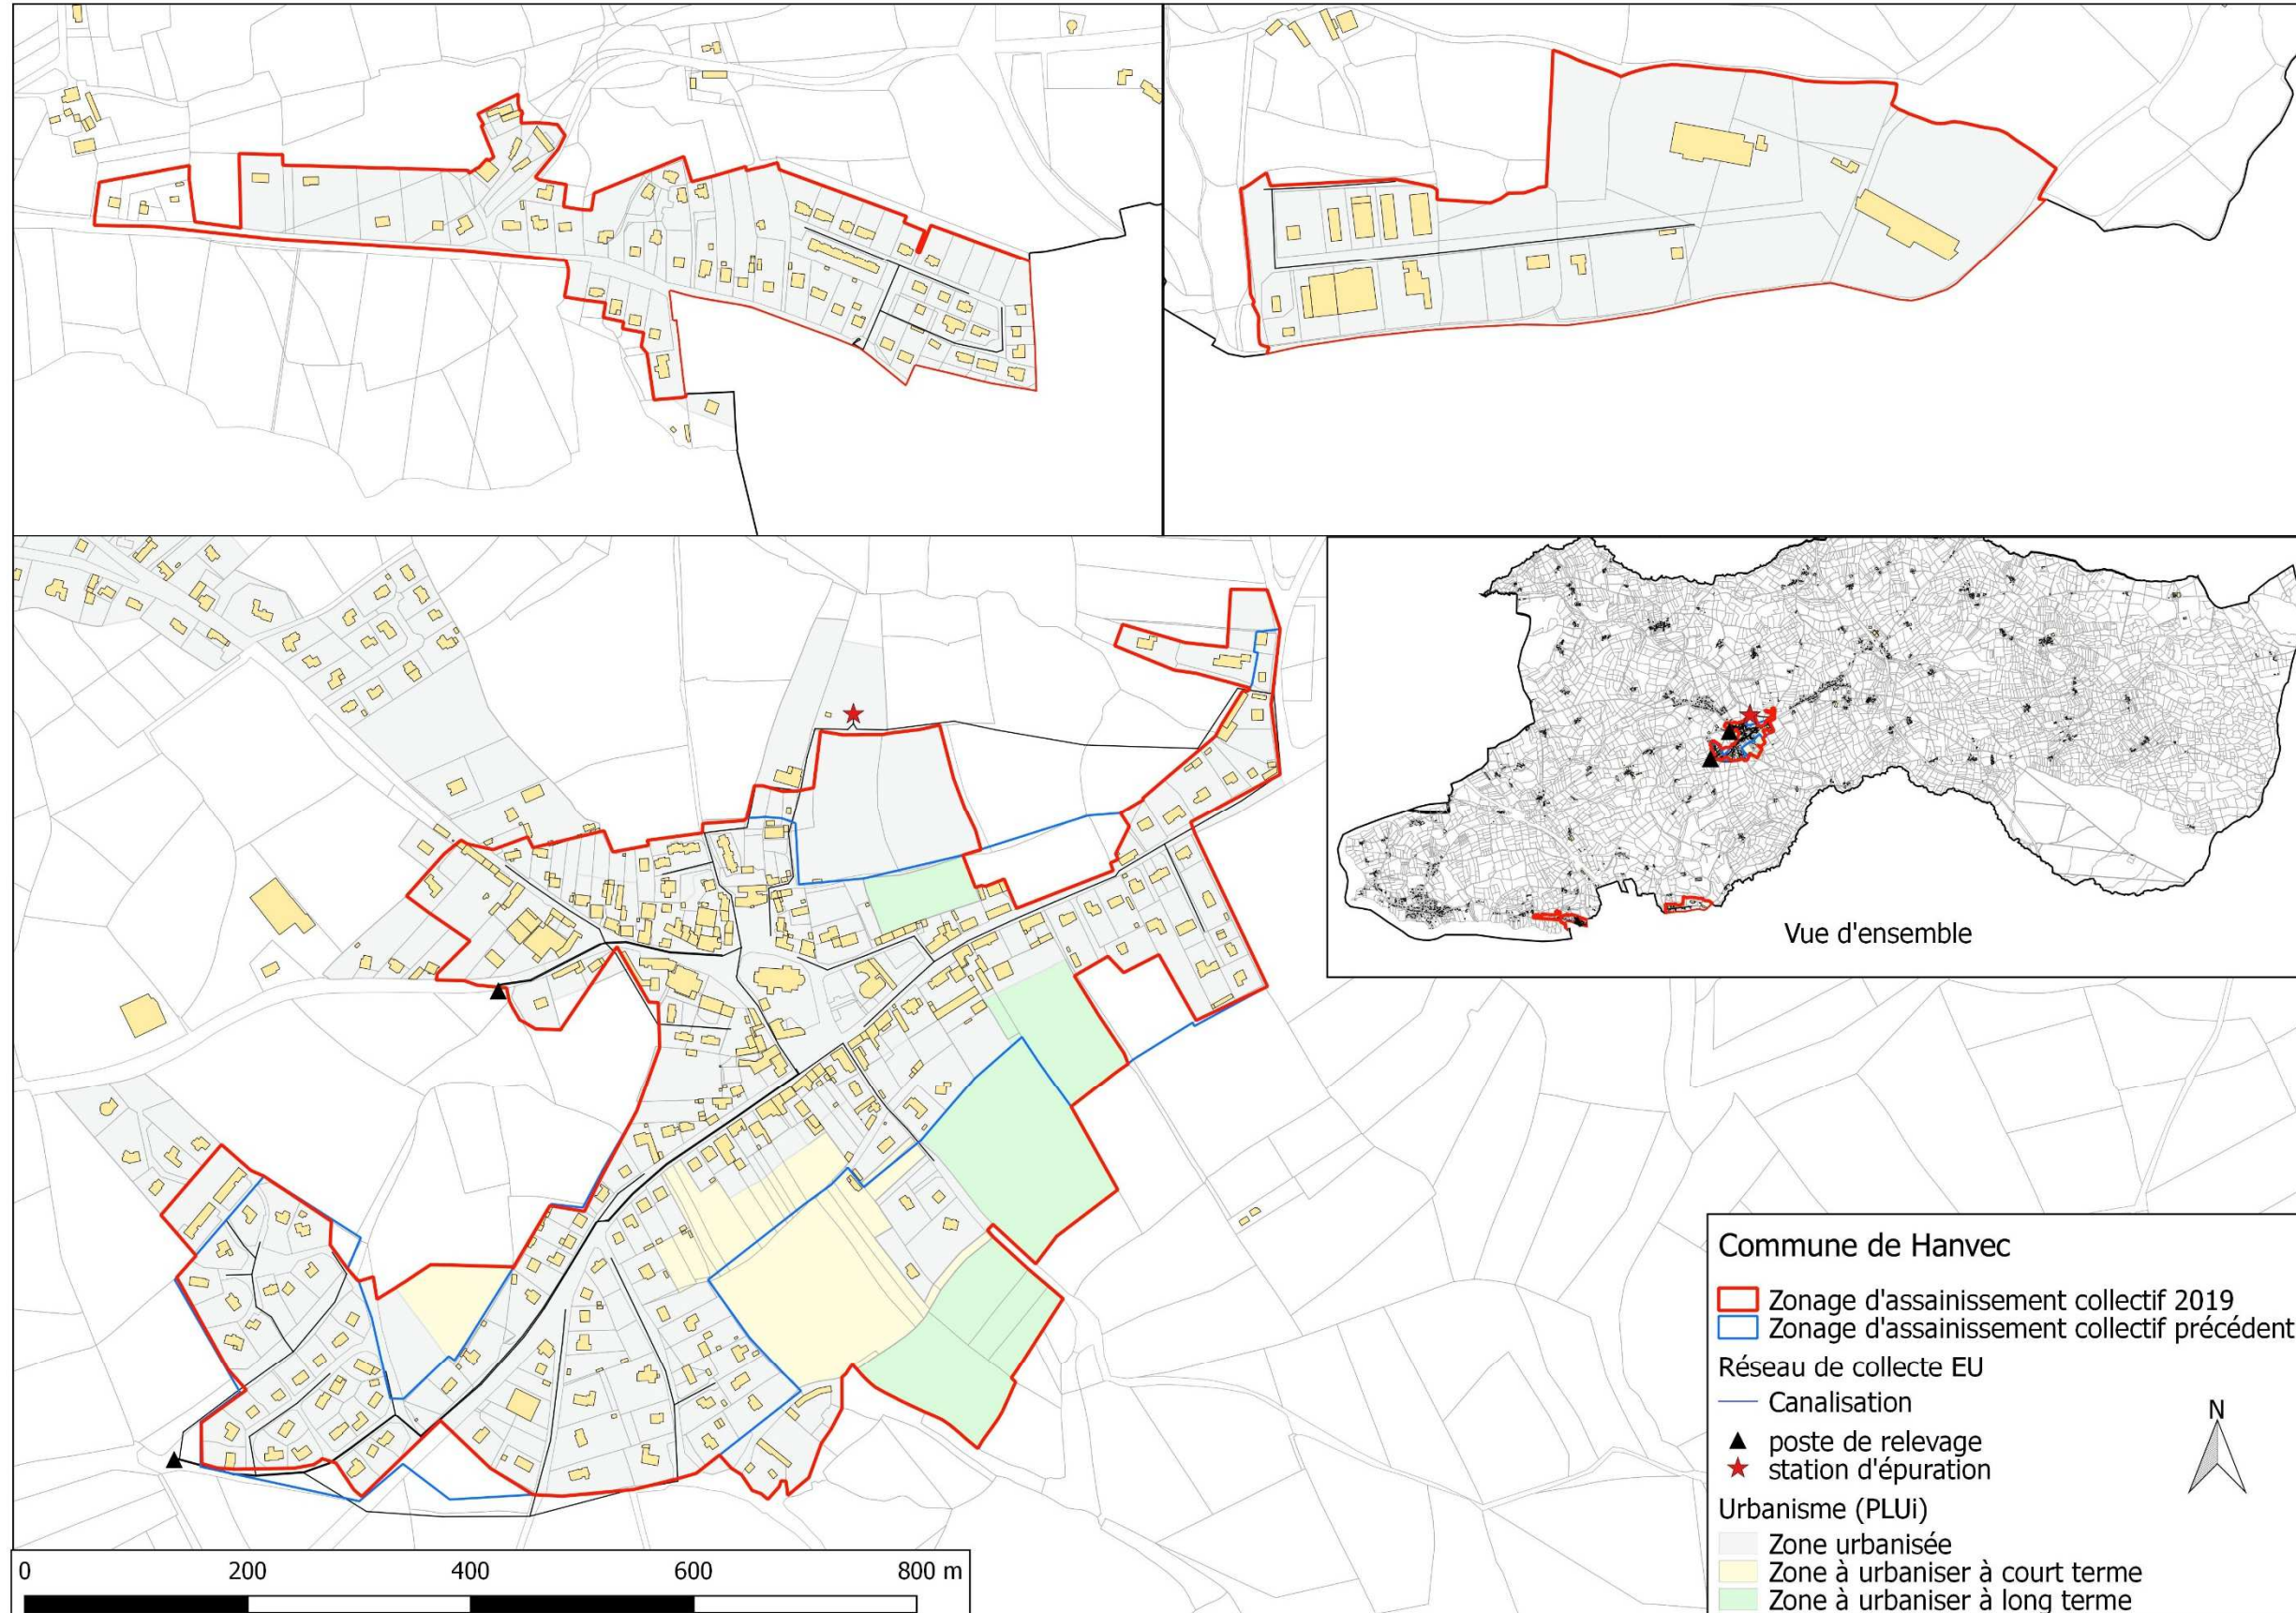 Vue d'ensemble
Commune de Hanvec
Zonage d'assainissement collectif 2019
Zonage d'assainissement collectif précédent
Réseau de collecte EU
Canalisation
poste de relevage
station d'épuration
N
Urbanisme (PLUi)
Zone urbanisée
Zone à urbaniser à court terme
Zone à urbaniser à long terme
0 200 400 600 800 m